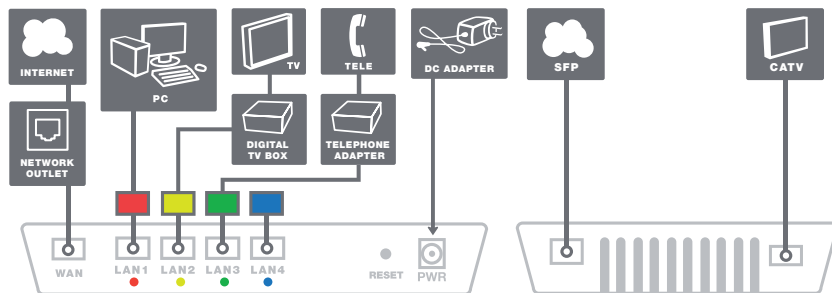 INTERNET
PC
TV
TELE
DC ADAPTER
SFP
CATV
NETWORK
OUTLET
DIGITAL
TV BOX
TELEPHONE
ADAPTER
WAN
LAN1
LAN2
LAN3
LAN4
RESET
PWR